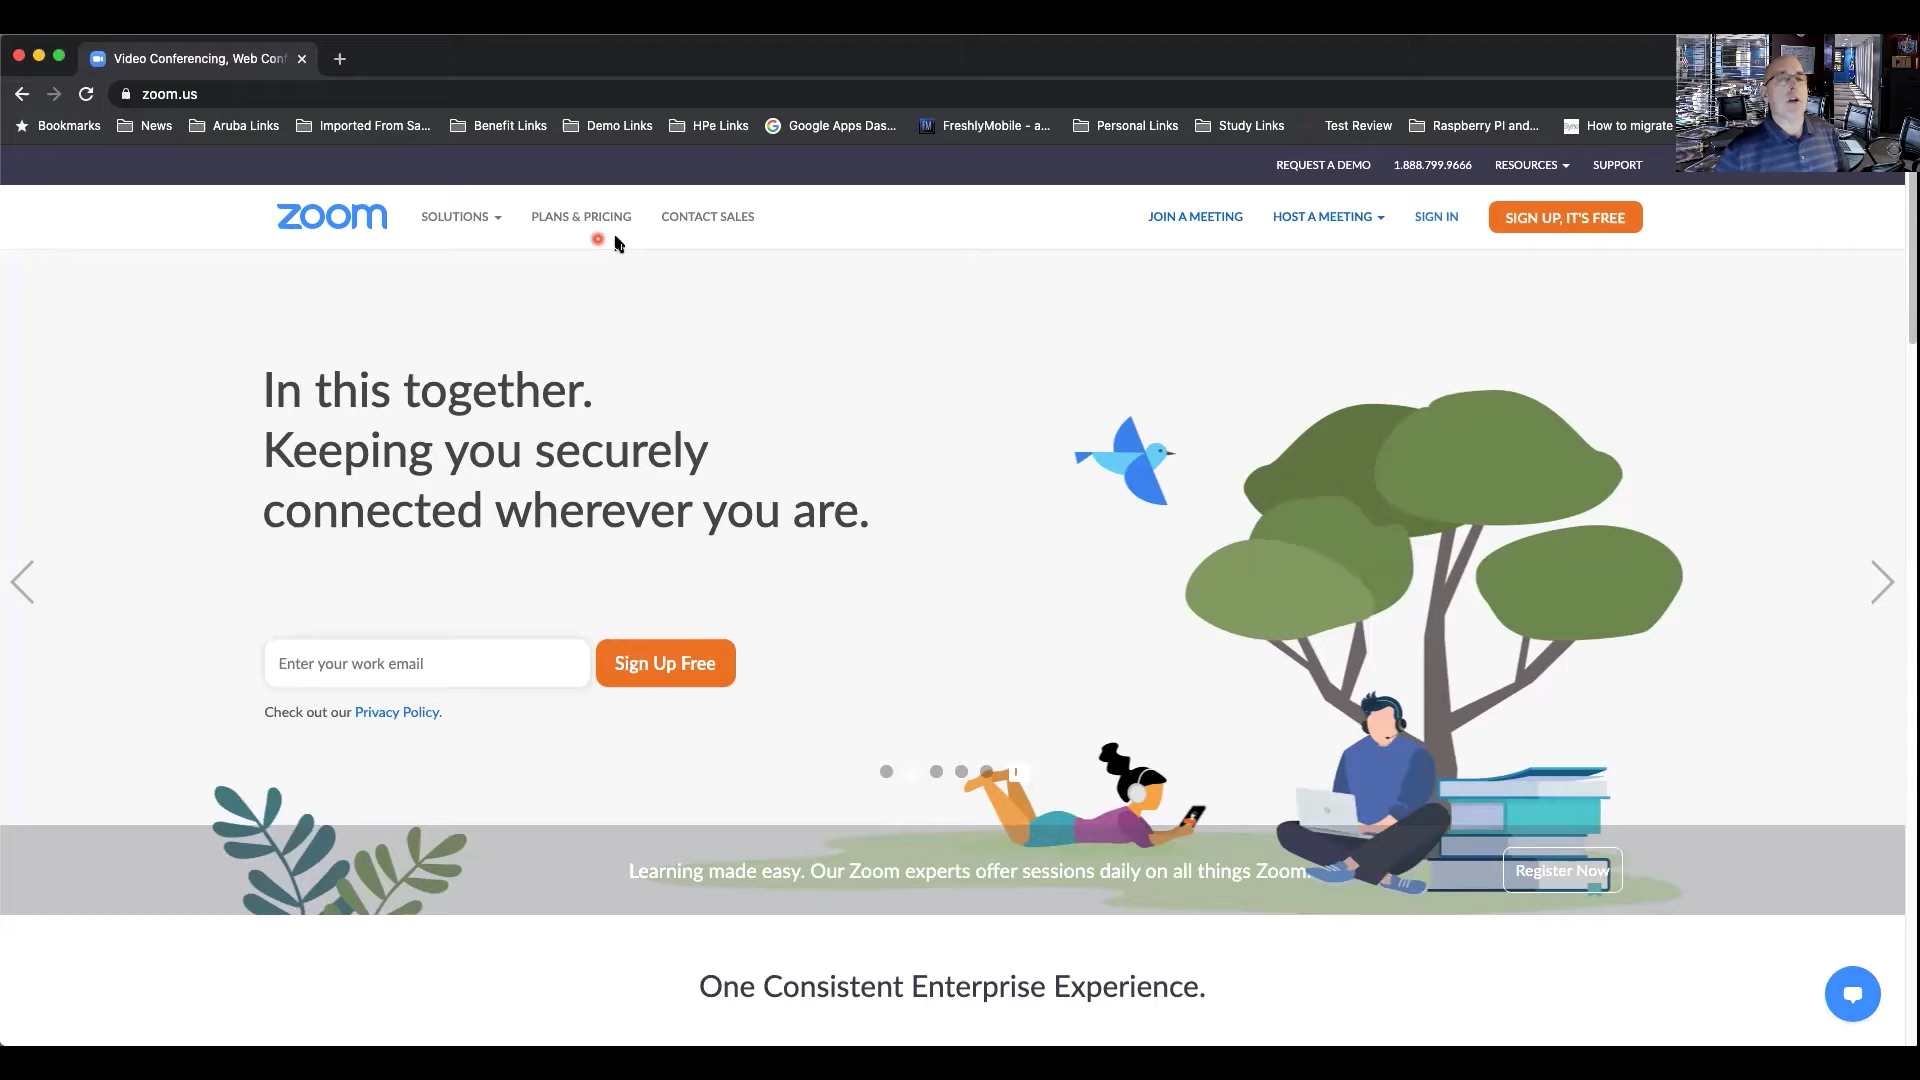 Video Conferencing, Web Conf
zoom.us
Bookmarks News Aruba Links Imported From Sa... Benefit Links Demo Links HPe Links Google Apps Das... FreshlyMobile - a... Personal Links Study Links Test Review Raspberry PI and... How to migrate
REQUEST A DEMO 1.888.799.9666 RESOURCES SUPPORT
zoom SOLUTIONS PLANS & PRICING CONTACT SALES JOIN A MEETING HOST A MEETING SIGN IN SIGN UP, IT'S FREE
In this together.
Keeping you securely
connected wherever you are.
Enter your work email Sign Up Free
Check out our Privacy Policy.
Learning made easy. Our Zoom experts offer sessions daily on all things Zoom. Register Now
One Consistent Enterprise Experience.